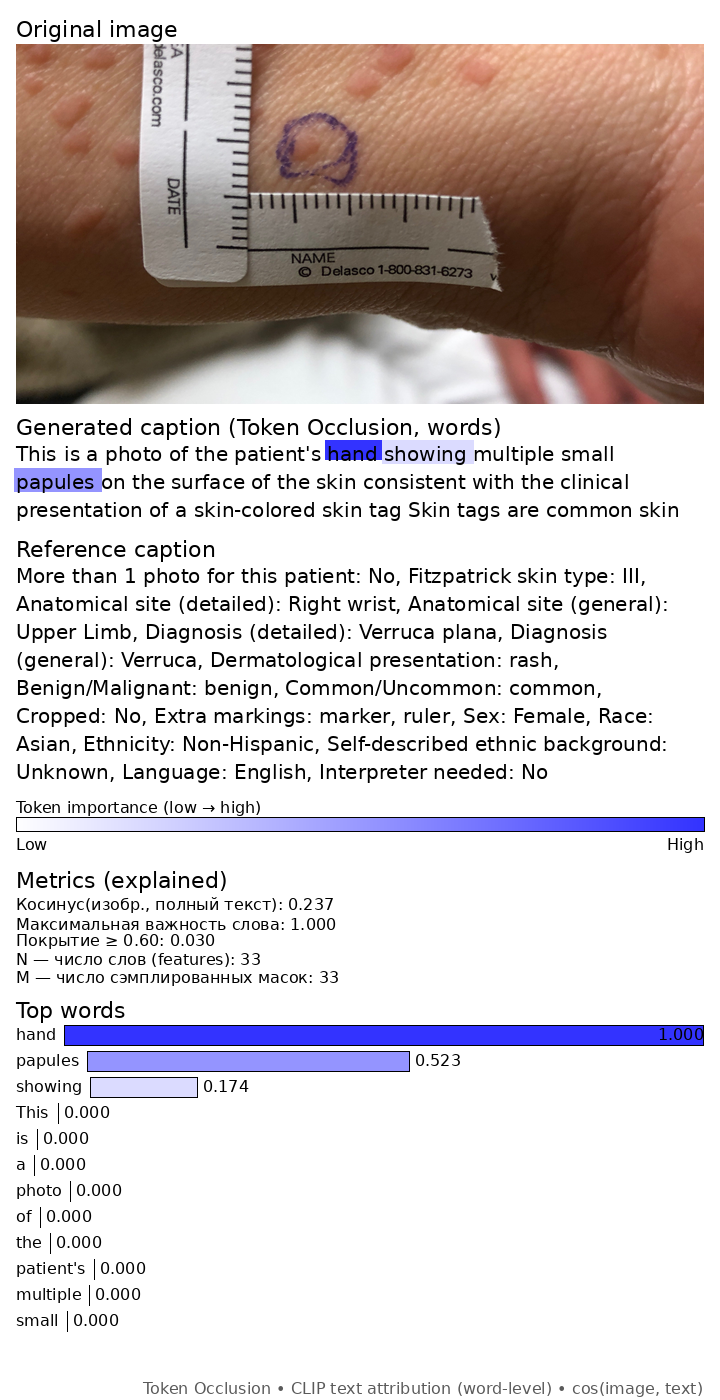 Original image
SA
delasco.com
DATE
NAME
© Delasco 1-800-831-6273
Generated caption (Token Occlusion, words)
This is a photo of the patient's hand showing multiple small
papules on the surface of the skin consistent with the clinical
presentation of a skin-colored skin tag Skin tags are common skin
Reference caption
More than 1 photo for this patient: No, Fitzpatrick skin type: III,
Anatomical site (detailed): Right wrist, Anatomical site (general):
Upper Limb, Diagnosis (detailed): Verruca plana, Diagnosis
(general): Verruca, Dermatological presentation: rash,
Benign/Malignant: benign, Common/Uncommon: common,
Cropped: No, Extra markings: marker, ruler, Sex: Female, Race:
Asian, Ethnicity: Non-Hispanic, Self-described ethnic background:
Unknown, Language: English, Interpreter needed: No
Token importance (low → high)
Low High
Metrics (explained)
Косинус(изобр., полный текст): 0.237
Максимальная важность слова: 1.000
Покрытие ≥ 0.60: 0.030
N — число слов (features): 33
M — число сэмплированных масок: 33
Top words
hand 1.000
papules 0.523
showing 0.174
This 0.000
is 0.000
a 0.000
photo 0.000
of 0.000
the 0.000
patient's 0.000
multiple 0.000
small 0.000
Token Occlusion • CLIP text attribution (word-level) • cos(image, text)